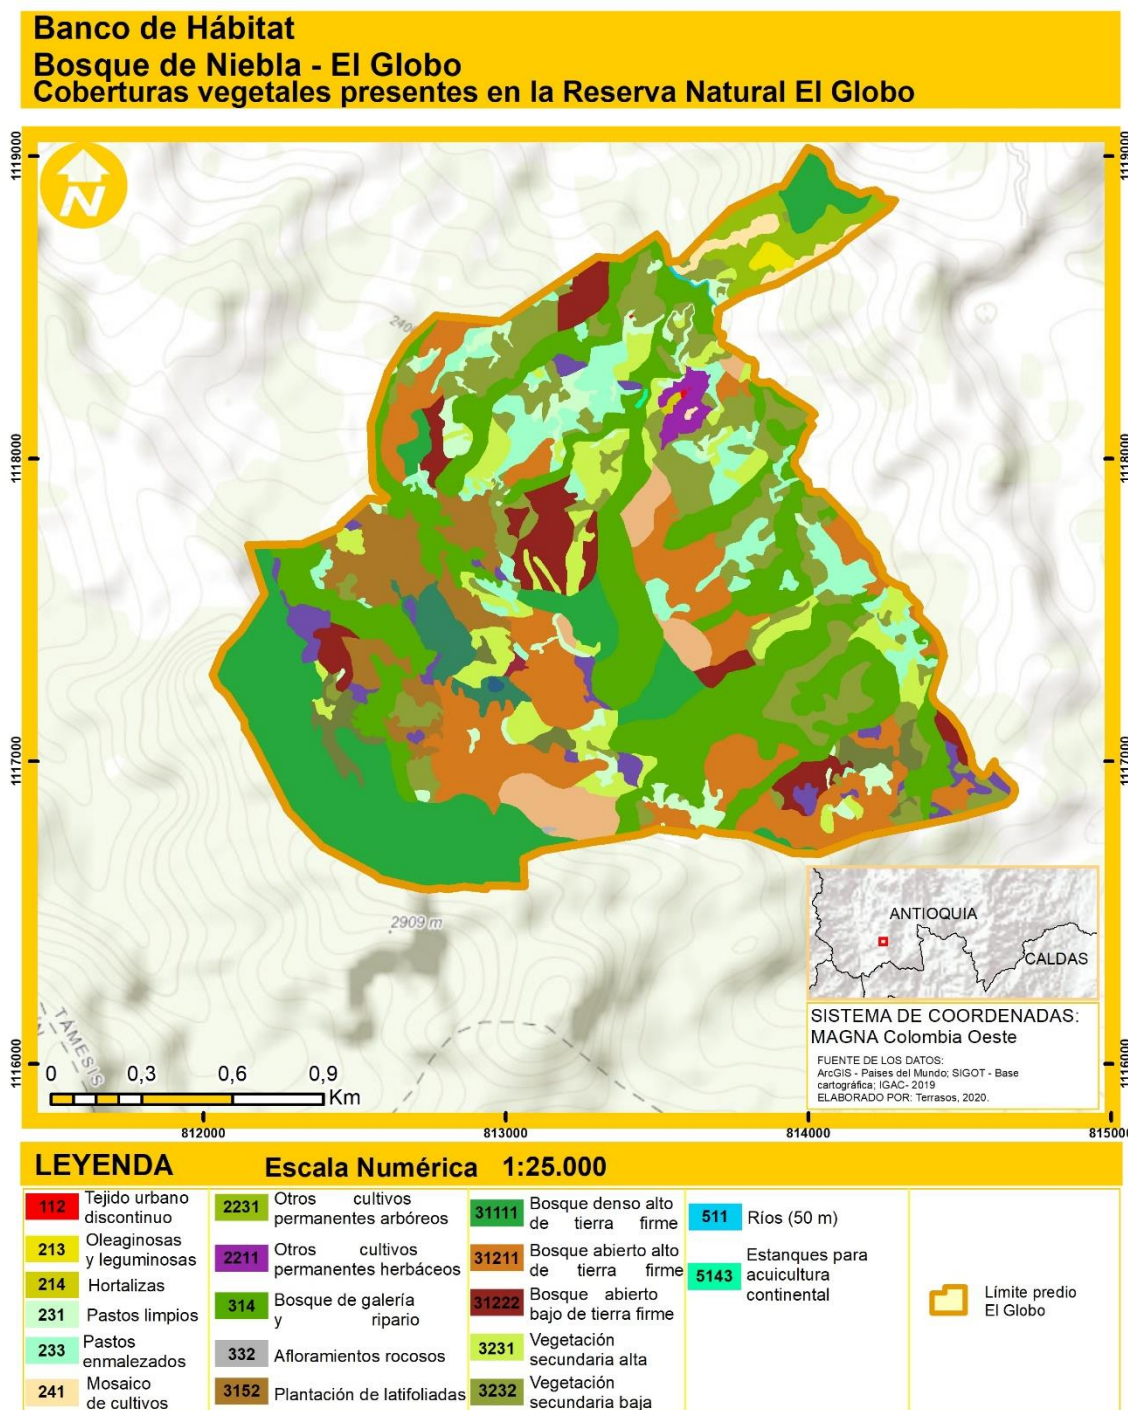 Banco de Hábitat
Bosque de Niebla - El Globo
Coberturas vegetales presentes en la Reserva Natural El Globo
1119000
1119000
N
2400
1118000
1118000
1117000
1117000
2909 m
ANTIOQUIA
CALDAS
SISTEMA DE COORDENADAS:
MAGNA Colombia Oeste
FUENTE DE LOS DATOS:
ArcGIS - Paises del Mundo; SIGOT - Base
cartográfica; IGAC- 2019
ELABORADO POR: Terrasos, 2020.
TÁMESIS
1116000
1116000
0 0,3 0,6 0,9
Km
812000 813000 814000 815000
LEYENDA Escala Numérica 1:25.000
112 Tejido urbano
discontinuo
213 Oleaginosas
y leguminosas
214 Hortalizas
231 Pastos limpios
233 Pastos
enmalezados
241 Mosaico
de cultivos
2231 Otros cultivos
permanentes arbóreos
2211 Otros cultivos
permanentes herbáceos
314 Bosque de galería
y ripario
332 Afloramientos rocosos
3152 Plantación de latifoliadas
31111 Bosque denso alto
de tierra firme
31211 Bosque abierto alto
de tierra firme
31222 Bosque abierto
bajo de tierra firme
3231 Vegetación
secundaria alta
3232 Vegetación
secundaria baja
511 Ríos (50 m)
5143 Estanques para
acuicultura
continental
Límite predio
El Globo